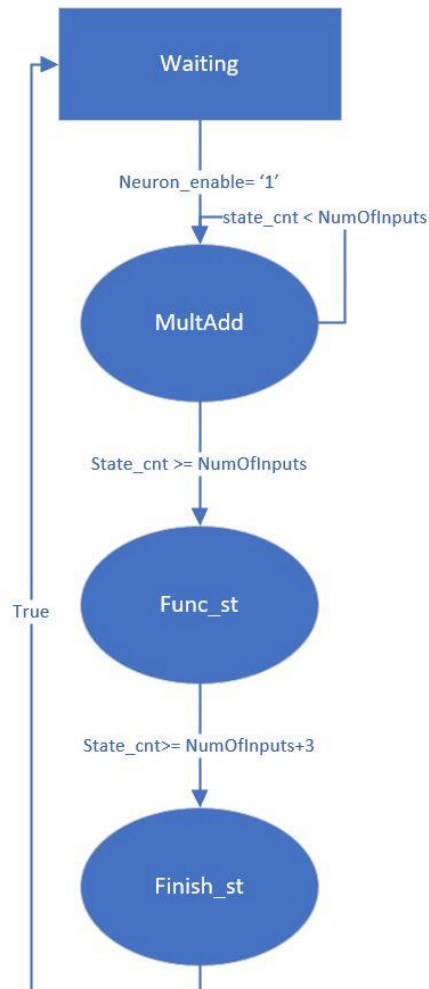 Waiting
Neuron_enable= ‘1’
state_cnt < NumOfInputs
MultAdd
State_cnt >= NumOfInputs
Func_st
True
State_cnt>= NumOfInputs+3
Finish_st